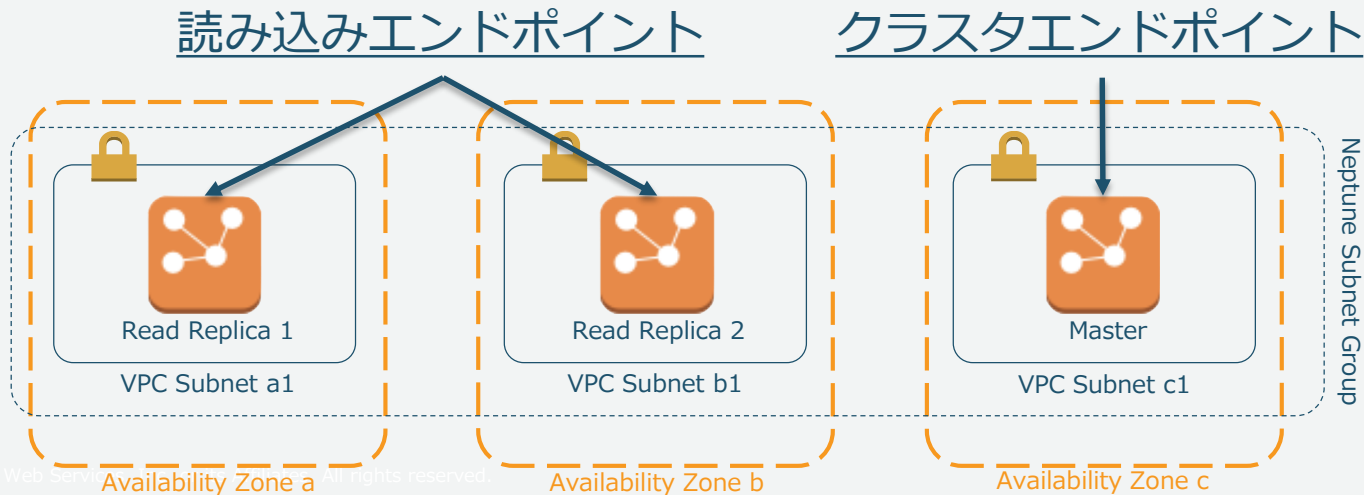 読み込みエンドポイント
クラスタエンドポイント
Neptune Subnet Group
Read Replica 1
Read Replica 2
Master
VPC Subnet a1
VPC Subnet b1
VPC Subnet c1
Web Services, All rights reserved.
Availability Zone a
Availability Zone b
Availability Zone c